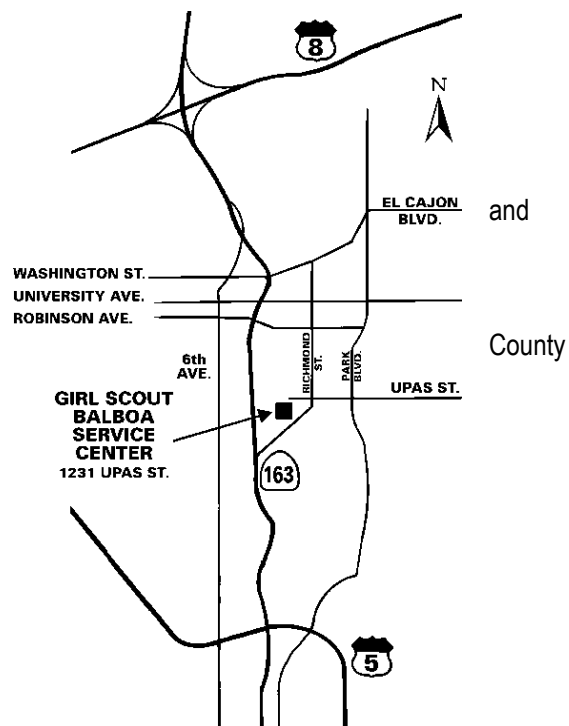 8
N
EL CAJON
BLVD.
and
WASHINGTON ST.
UNIVERSITY AVE.
ROBINSON AVE.
County
6th
AVE.
RICHMOND
ST.
PARK
BLVD.
UPAS ST.
GIRL SCOUT
BALBOA
SERVICE
CENTER
1231 UPAS ST.
163
5